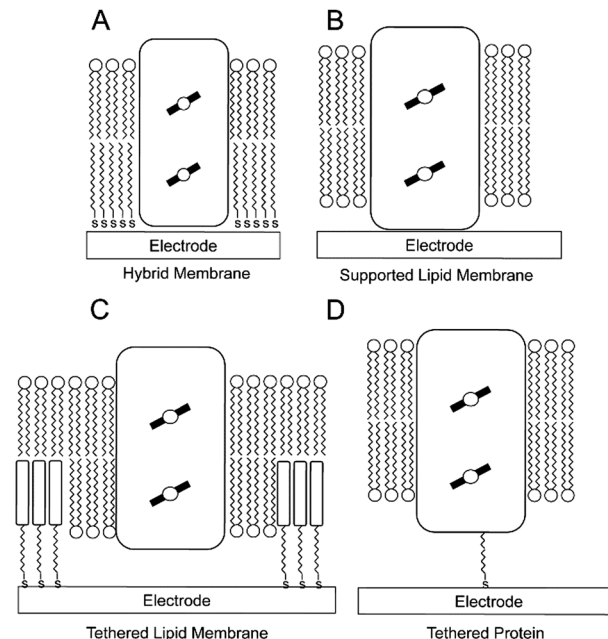 A
B
S S S S S
S S S S S
Electrode
Electrode
Hybrid Membrane
Supported Lipid Membrane
C
D
S S S
S S S
S
Electrode
Electrode
Tethered Lipid Membrane
Tethered Protein